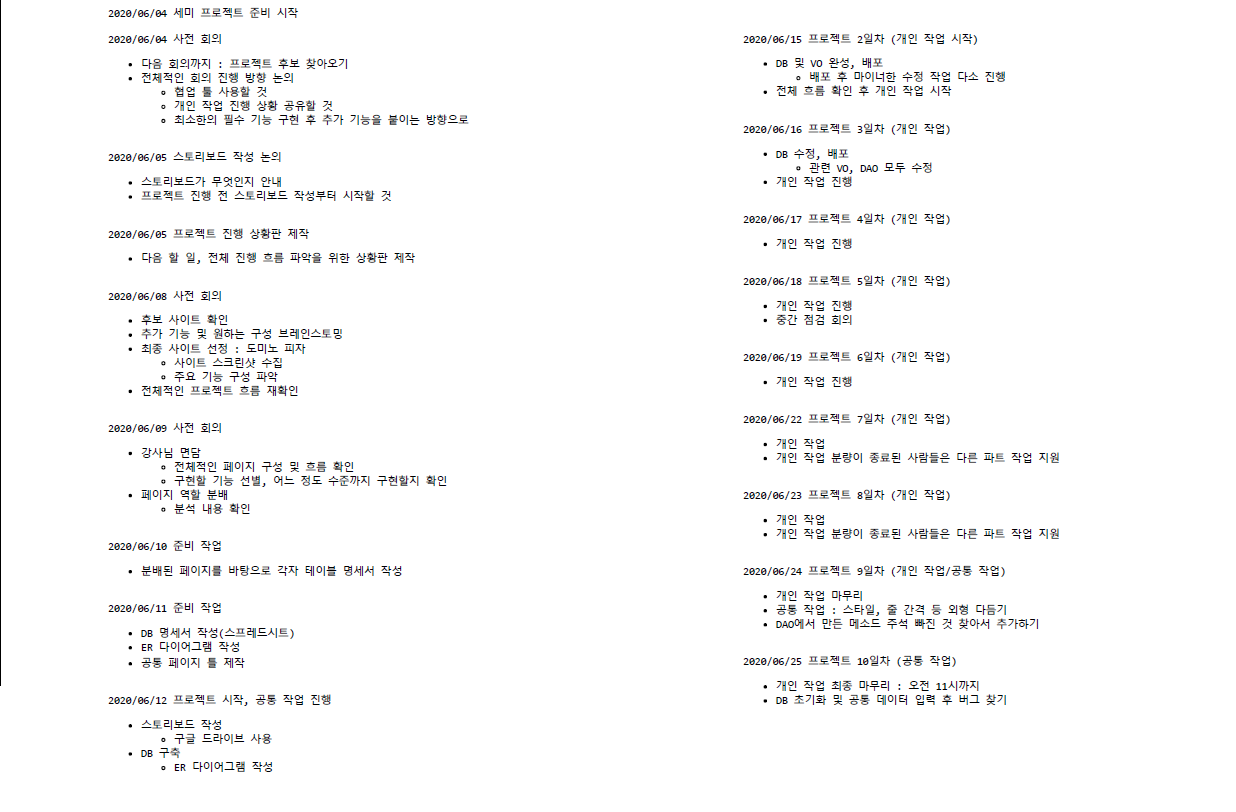 2020/06/04 세미 프로젝트 준비 시작
2020/06/04 사전 회의
• 다음 회의까지 : 프로젝트 후보 찾아오기
• 전체적인 회의 진행 방향 논의
◦ 협업 툴 사용할 것
◦ 개인 작업 진행 상황 공유할 것
◦ 최소한의 필수 기능 구현 후 추가 기능을 붙이는 방향으로
2020/06/05 스토리보드 작성 논의
• 스토리보드가 무엇인지 안내
• 프로젝트 진행 전 스토리보드 작성부터 시작할 것
2020/06/05 프로젝트 진행 상황판 제작
• 다음 할 일, 전체 진행 흐름 파악을 위한 상황판 제작
2020/06/08 사전 회의
• 후보 사이트 확인
• 추가 기능 및 원하는 구성 브레인스토밍
• 최종 사이트 선정 : 도미노 피자
◦ 사이트 스크린샷 수집
◦ 주요 기능 구성 파악
• 전체적인 프로젝트 흐름 재확인
2020/06/09 사전 회의
• 강사님 면담
◦ 전체적인 페이지 구성 및 흐름 확인
◦ 구현할 기능 선별, 어느 정도 수준까지 구현할지 확인
• 페이지 역할 분배
◦ 분석 내용 확인
2020/06/10 준비 작업
• 분배된 페이지를 바탕으로 각자 테이블 명세서 작성
2020/06/11 준비 작업
• DB 명세서 작성(스프레드시트)
• ER 다이어그램 작성
• 공통 페이지 틀 제작
2020/06/12 프로젝트 시작, 공통 작업 진행
• 스토리보드 작성
◦ 구글 드라이브 사용
• DB 구축
◦ ER 다이어그램 작성
2020/06/15 프로젝트 2일차 (개인 작업 시작)
• DB 및 VO 완성, 배포
◦ 배포 후 마이너한 수정 작업 다소 진행
• 전체 흐름 확인 후 개인 작업 시작
2020/06/16 프로젝트 3일차 (개인 작업)
• DB 수정, 배포
◦ 관련 VO, DAO 모두 수정
• 개인 작업 진행
2020/06/17 프로젝트 4일차 (개인 작업)
• 개인 작업 진행
2020/06/18 프로젝트 5일차 (개인 작업)
• 개인 작업 진행
• 중간 점검 회의
2020/06/19 프로젝트 6일차 (개인 작업)
• 개인 작업 진행
2020/06/22 프로젝트 7일차 (개인 작업)
• 개인 작업
• 개인 작업 분량이 종료된 사람들은 다른 파트 작업 지원
2020/06/23 프로젝트 8일차 (개인 작업)
• 개인 작업
• 개인 작업 분량이 종료된 사람들은 다른 파트 작업 지원
2020/06/24 프로젝트 9일차 (개인 작업/공통 작업)
• 개인 작업 마무리
• 공통 작업 : 스타일, 줄 간격 등 외형 다듬기
• DAO에서 만든 메소드 주석 빠진 것 찾아서 추가하기
2020/06/25 프로젝트 10일차 (공통 작업)
• 개인 작업 최종 마무리 : 오전 11시까지
• DB 초기화 및 공통 데이터 입력 후 버그 찾기